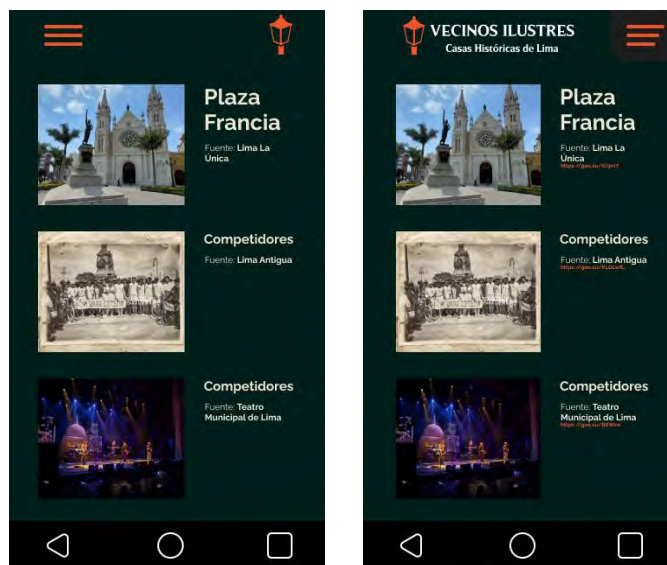 Plaza
Francia
Fuente: Lima La
Única
Competidores
Fuente: Lima Antigua
Competidores
Fuente: Teatro
Municipal de Lima
VECINOS ILUSTRES
Casas Históricas de Lima
Plaza
Francia
Fuente: Lima La
Única
Competidores
Fuente: Lima Antigua
Competidores
Fuente: Teatro
Municipal de Lima